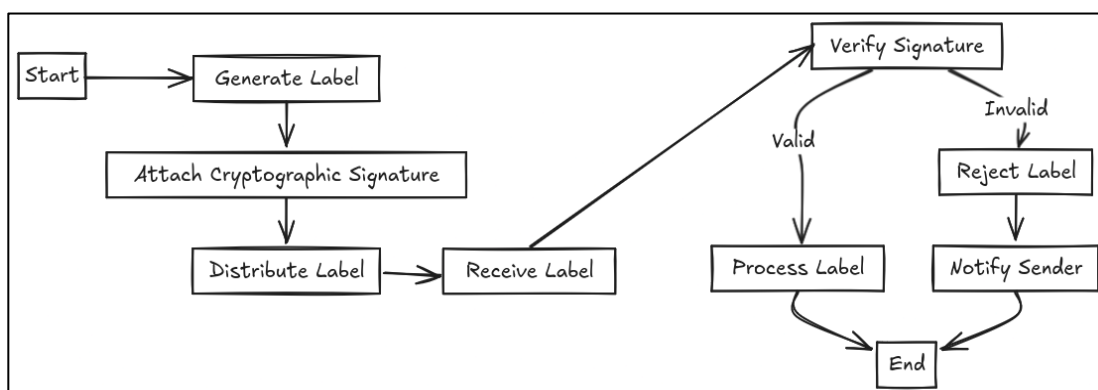 Start
Generate Label
Attach Cryptographic Signature
Distribute Label
Receive Label
Verify Signature
Valid
Invalid
Reject Label
Process Label
Notify Sender
End